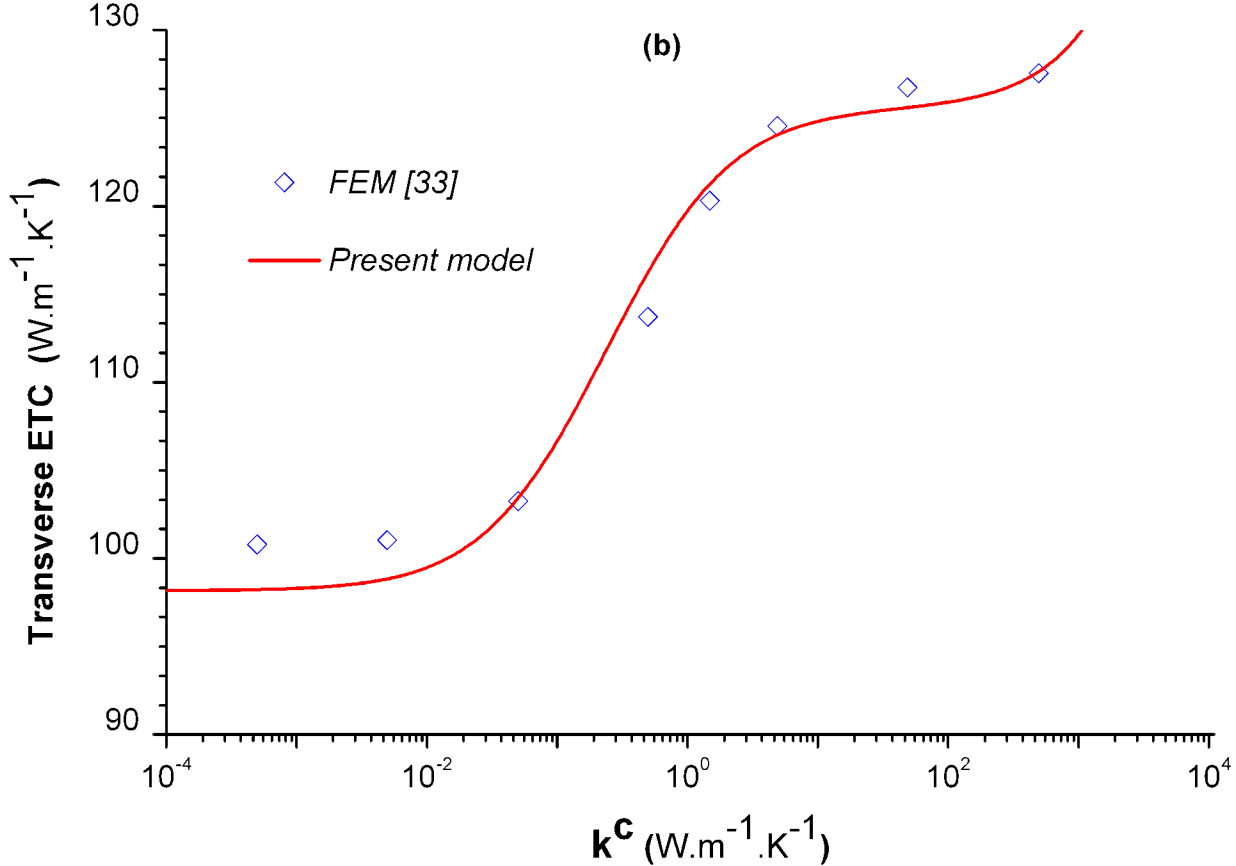 (b)
130
120
110
100
90
Transverse ETC (W.m⁻¹.K⁻¹)
FEM [33]
Present model
10⁻⁴ 10⁻² 10⁰ 10² 10⁴
kᶜ (W.m⁻¹.K⁻¹)